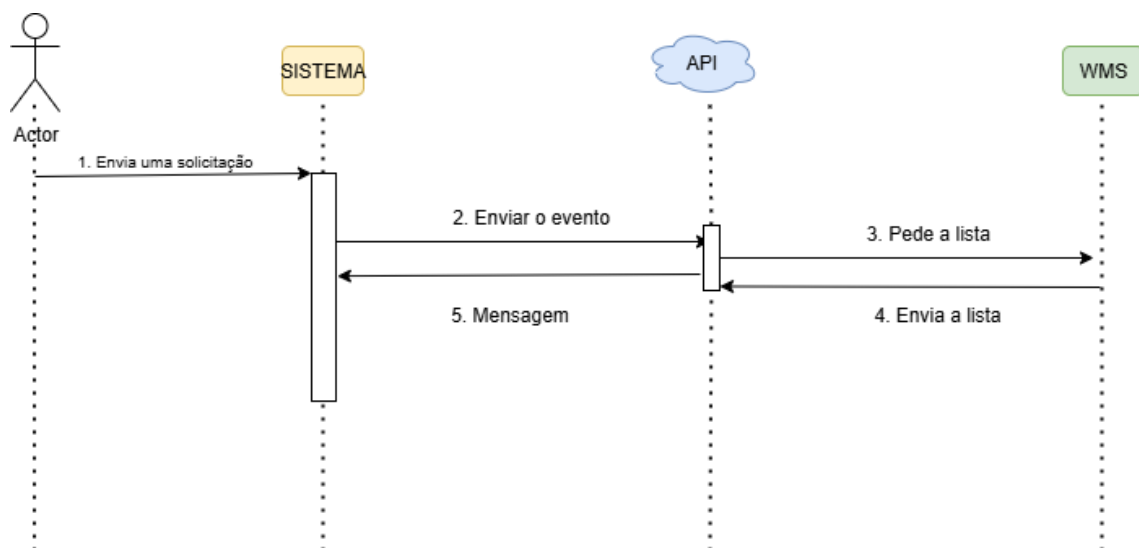 SISTEMA
API
WMS
Actor
1. Envia uma solicitação
2. Enviar o evento
3. Pede a lista
5. Mensagem
4. Envia a lista